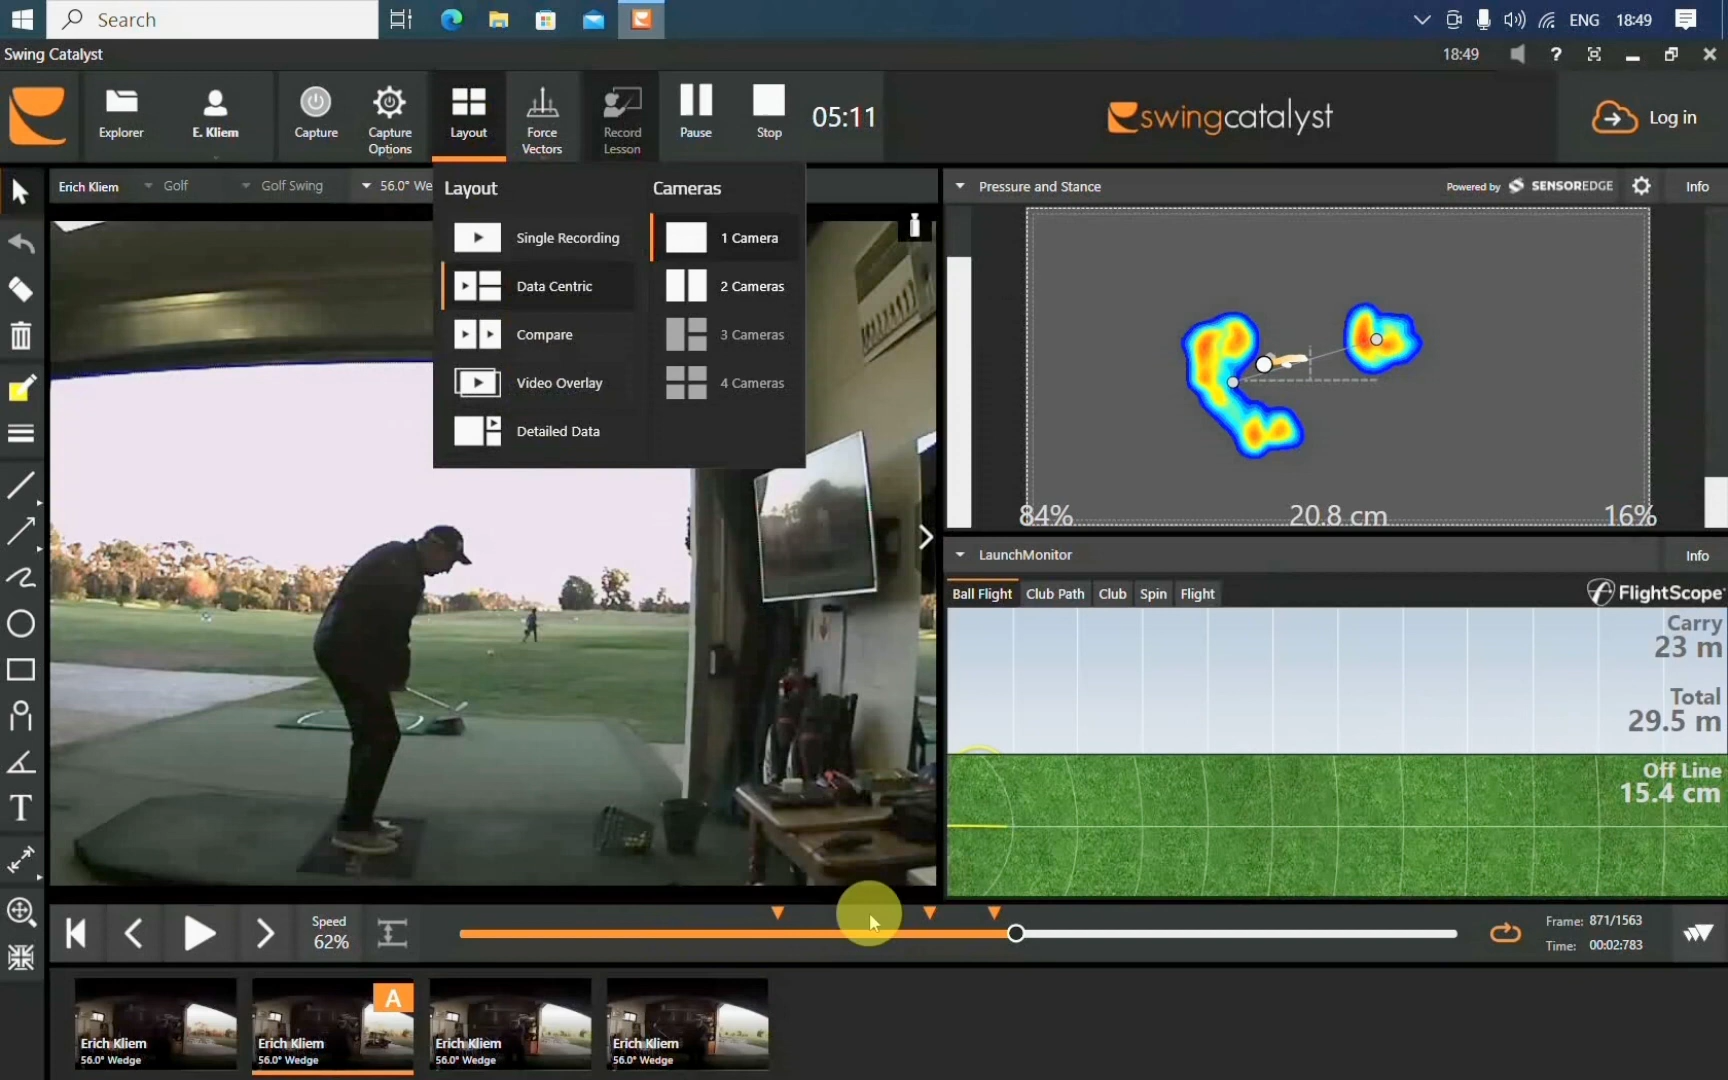 Search
ENG 18:49
Swing Catalyst
18:49
Explorer
E. Kliem
Capture
Capture Options
Layout
Force Vectors
Record Lesson
Pause
Stop
05:11
swingcatalyst
Log in
Erich Kliem
Golf
Golf Swing
56.0° We
Layout
Cameras
Single Recording
1 Camera
Data Centric
2 Cameras
Compare
3 Cameras
Video Overlay
4 Cameras
Detailed Data
Pressure and Stance
Powered by SENSOREDGE
Info
84%
20.8 cm
16%
LaunchMonitor
Info
Ball Flight
Club Path
Club
Spin
Flight
FlightScope
Carry
23 m
Total
29.5 m
Off Line
15.4 cm
Speed
62%
Frame: 871/1563
Time: 00:02:783
A
Erich Kliem
56.0° Wedge
Erich Kliem
56.0° Wedge
Erich Kliem
56.0° Wedge
Erich Kliem
56.0° Wedge
T